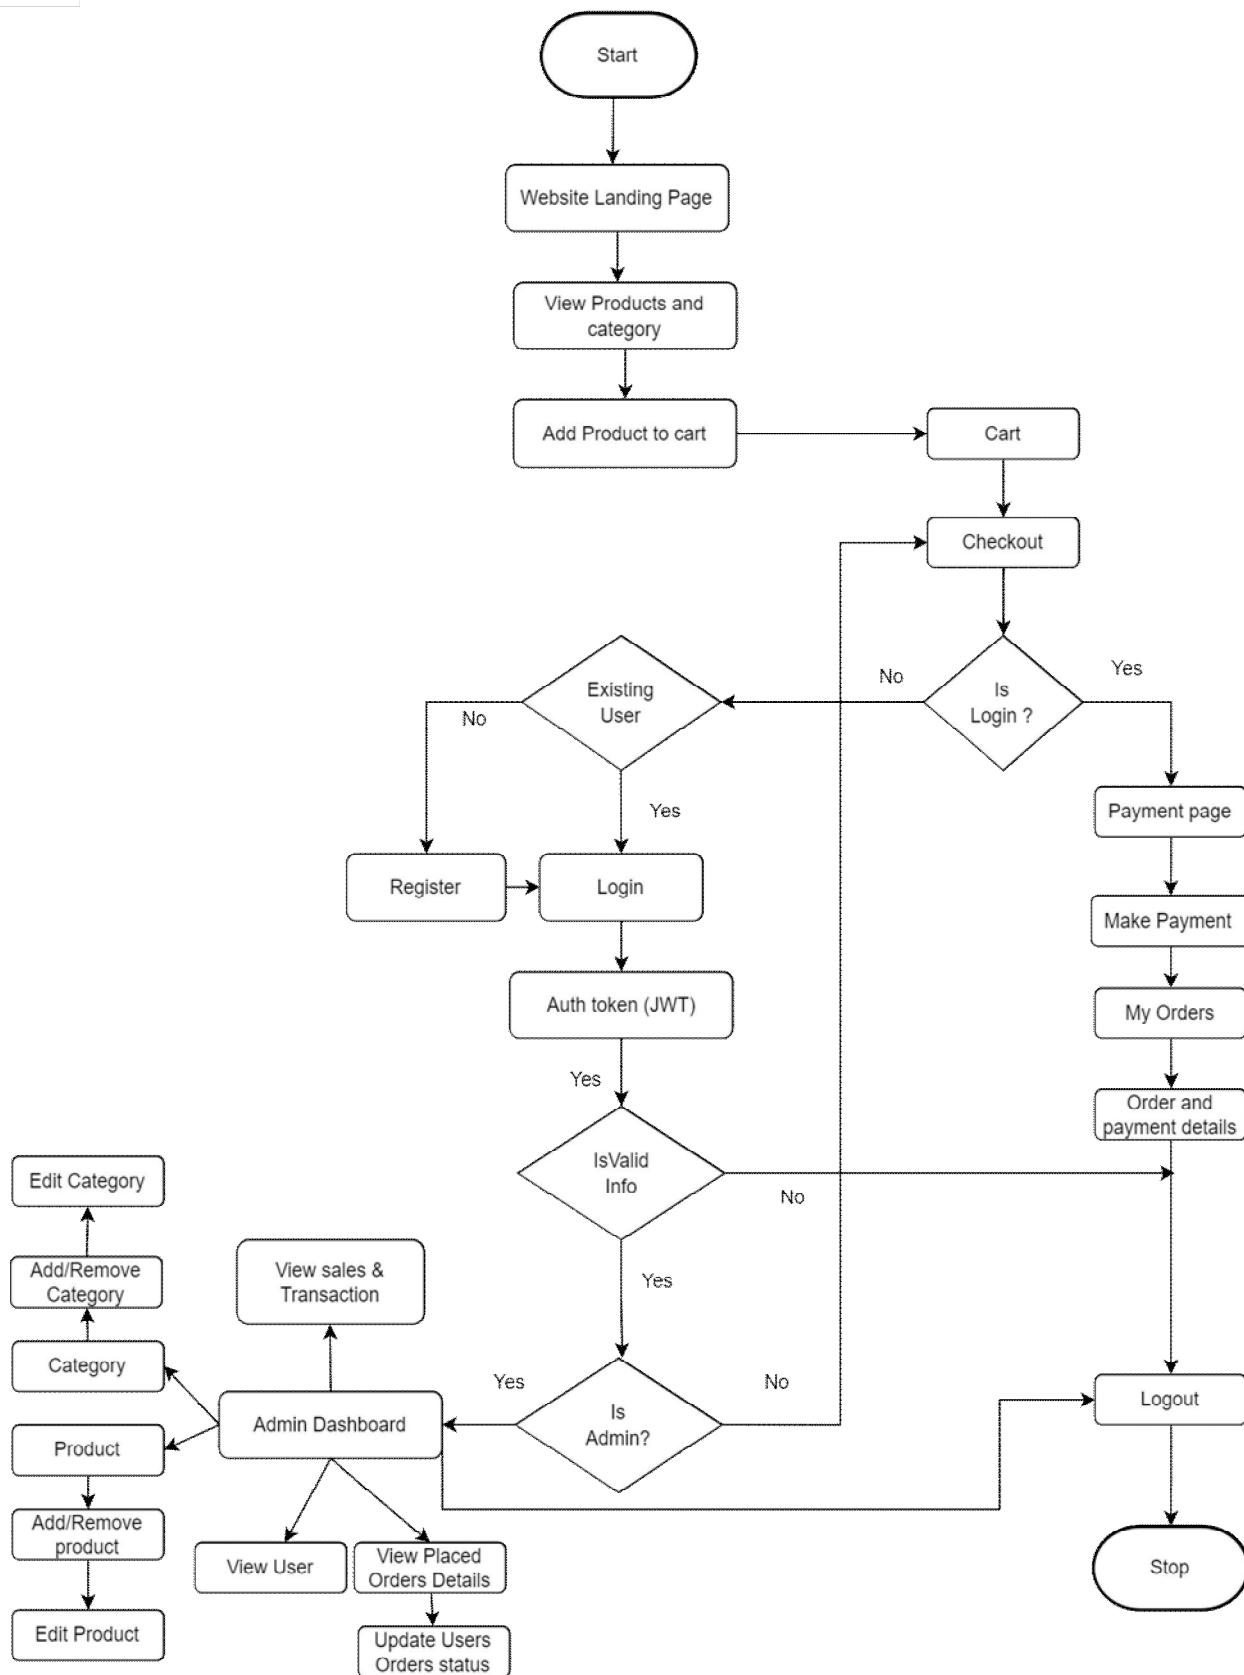 Start
Website Landing Page
View Products and
category
Add Product to cart
Cart
Checkout
Is
Login ?
No
Yes
Existing
User
No
Yes
Payment page
Register
Login
Make Payment
Auth token (JWT)
My Orders
Yes
Order and
payment details
IsValid
Info
No
Yes
Edit Category
Add/Remove
Category
Category
View sales &
Transaction
Is
Admin?
Yes
No
Admin Dashboard
Logout
Product
Add/Remove
product
Edit Product
View User
View Placed
Orders Details
Update Users
Orders status
Stop